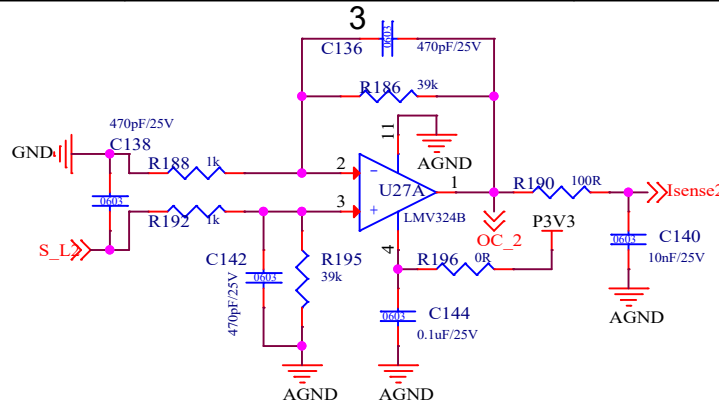 3
C136
0603
470pF/25V
R186
39k
470pF/25V
C138
GND
R188
1k
2
11
AGND
U27A
1
R190
100R
Isense2
0603
3
LMV324B
P3V3
S_L2
R192
1k
OC_2
0603
C140
10nF/25V
C142
0603
470pF/25V
R195
39k
4
R196
0R
AGND
0603
C144
0.1uF/25V
AGND
AGND